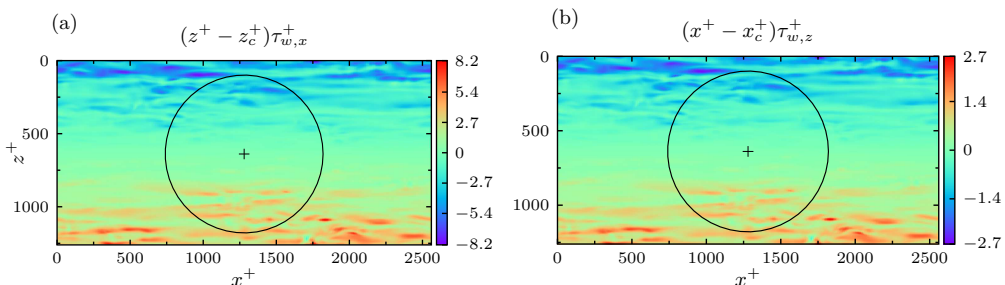 (a)
(z⁺ − z_c⁺)τ⁺_{w,x}
0
500
1000
z⁺
0 500 1000 1500 2000 2500
x⁺
8.2
5.4
2.7
0
−2.7
−5.4
−8.2
(b)
(x⁺ − x_c⁺)τ⁺_{w,z}
0
500
1000
0 500 1000 1500 2000 2500
x⁺
2.7
1.4
0
−1.4
−2.7